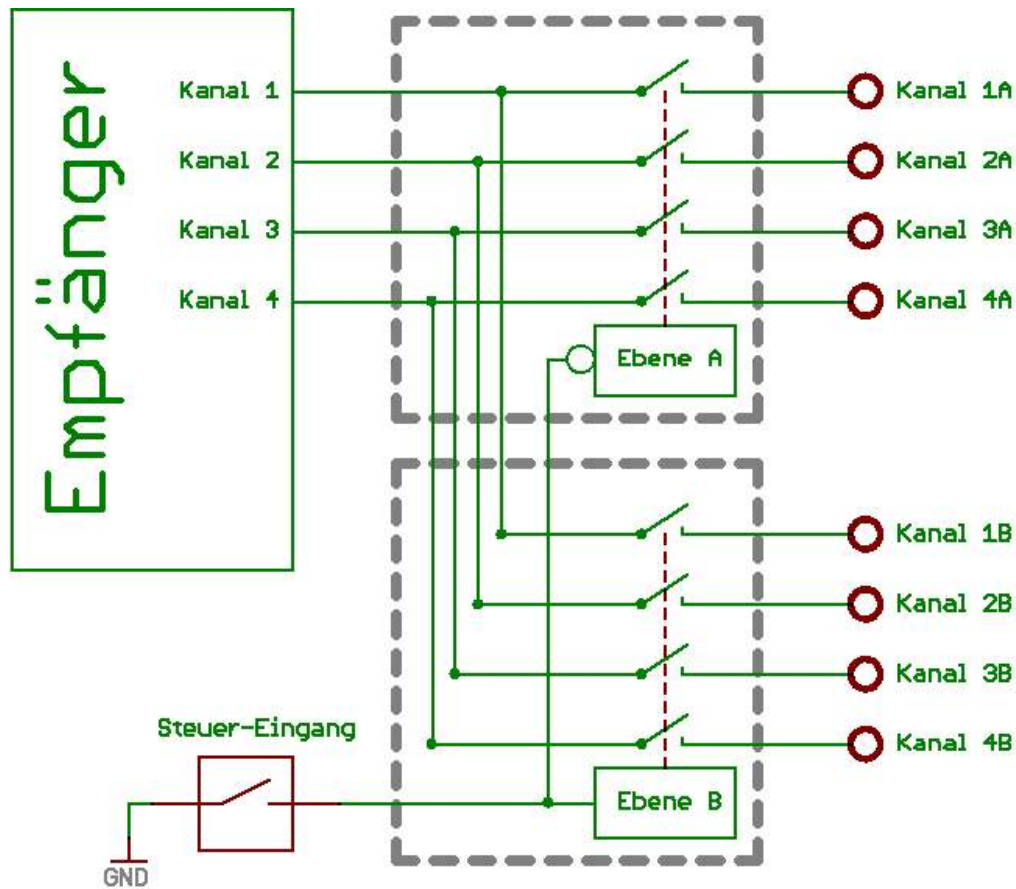 Empfänger
Kanal 1
Kanal 2
Kanal 3
Kanal 4
Kanal 1A
Kanal 2A
Kanal 3A
Kanal 4A
Ebene A
Kanal 1B
Kanal 2B
Kanal 3B
Kanal 4B
Steuer-Eingang
Ebene B
GND